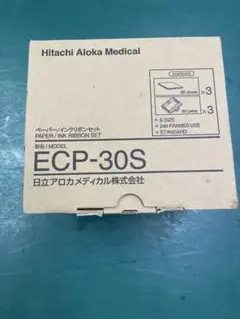 Hitachi Aloka Medical
CONTENTS
×3
×3
S SIZE
240 FRAMES USE
STANDARD
ペーパー/インクリボンセット
PAPER / INK RIBBON SET
形名/MODEL
ECP-30S
日立アロカメディカル株式会社